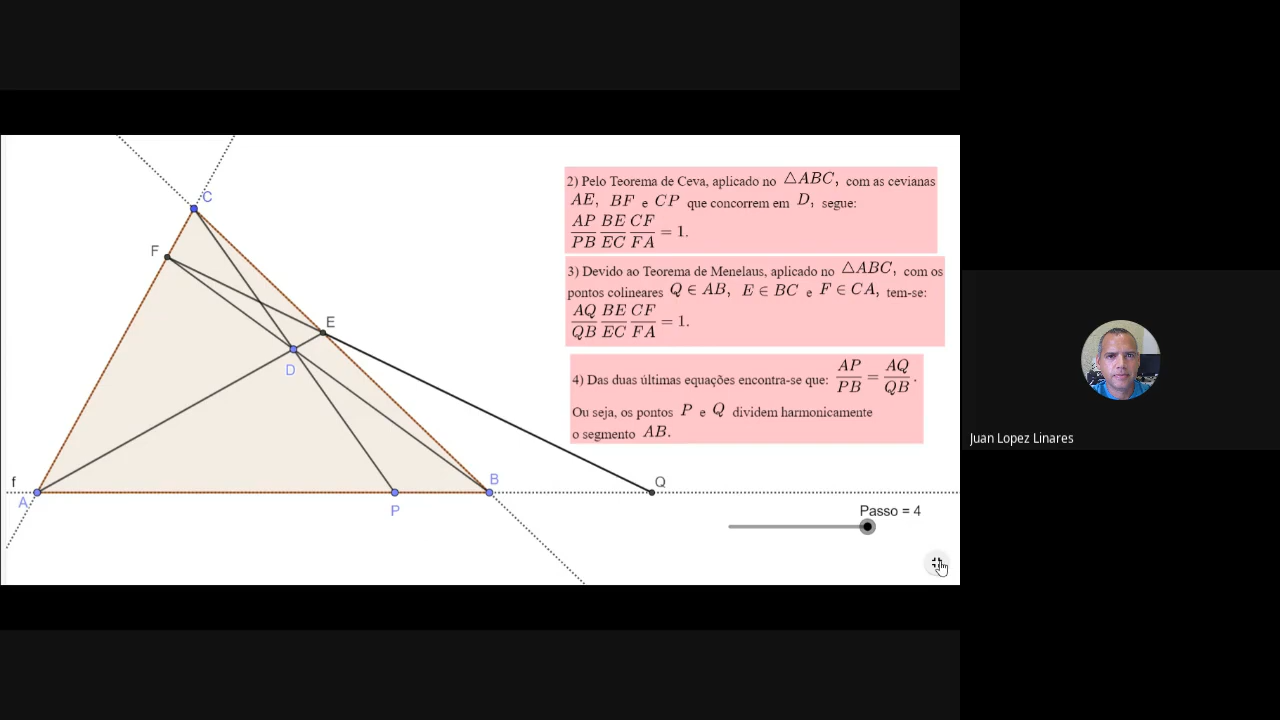 2) Pelo Teorema de Ceva, aplicado no △ABC, com as cevianas
AE, BF e CP que concorrem em D, segue:
AP/PB BE/EC CF/FA = 1.
3) Devido ao Teorema de Menelaus, aplicado no △ABC, com os
pontos colineares Q ∈ AB, E ∈ BC e F ∈ CA, tem-se:
AQ/QB BE/EC CF/FA = 1.
4) Das duas últimas equações encontra-se que: AP/PB = AQ/QB.
Ou seja, os pontos P e Q dividem harmonicamente
o segmento AB.
C
F
E
D
f
A
B
P
Q
Passo = 4
Juan Lopez Linares